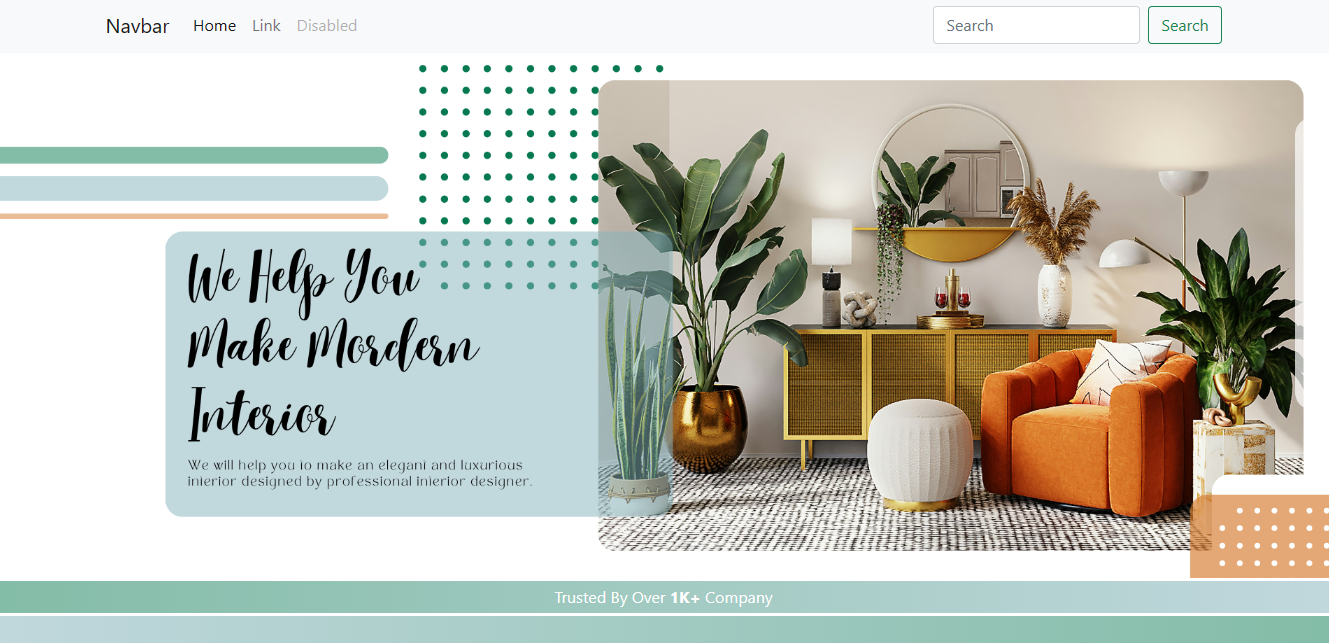 Navbar Home Link Disabled Search Search
We Help You
Make Mordern
Interior
We will help you to make an elegant and luxurious
interior designed by professional interior designer.
Trusted By Over 1K+ Company